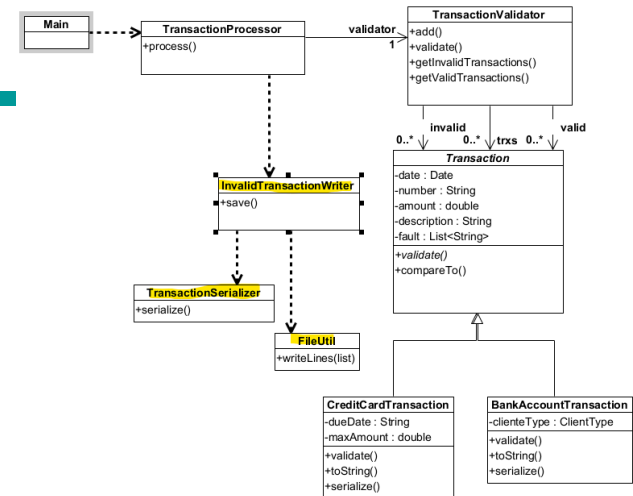 Main
TransactionProcessor
+process()
validator
1
TransactionValidator
+add()
+validate()
+getInvalidTransactions()
+getValidTransactions()
invalid
valid
0..*
0..*
trxs
0..*
Transaction
-date : Date
-number : String
-amount : double
-description : String
-fault : List<String>
+validate()
+compareTo()
InvalidTransactionWriter
+save()
TransactionSerializer
+serialize()
FileUtil
+writeLines(list)
CreditCardTransaction
-dueDate : String
-maxAmount : double
+validate()
+toString()
+serialize()
BankAccountTransaction
-clienteType : ClientType
+validate()
+toString()
+serialize()